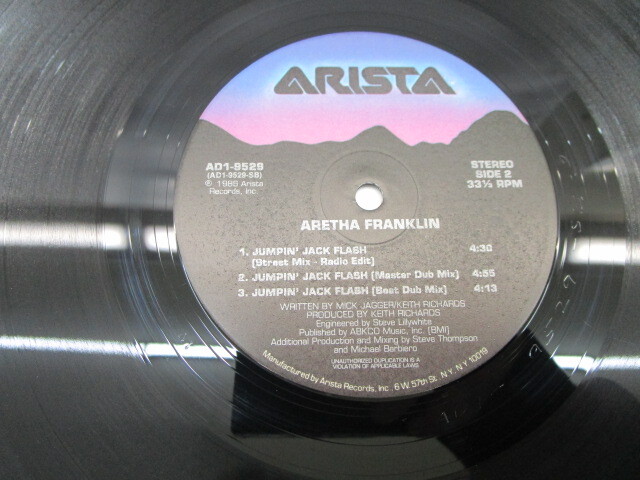 ARISTA
AD1-9529
(AD1-9529-SB)
℗ 1986 Arista
Records, Inc.
STEREO
SIDE 2
33⅓ RPM
ARETHA FRANKLIN
1. JUMPIN' JACK FLASH 4:30
(Street Mix - Radio Edit)
2. JUMPIN' JACK FLASH (Master Dub Mix) 4:55
3. JUMPIN' JACK FLASH (Beat Dub Mix) 4:13
WRITTEN BY MICK JAGGER/KEITH RICHARDS
PRODUCED BY KEITH RICHARDS
Engineered by Steve Lillywhite
Published by ABKCO Music, Inc. (BMI)
Additional Production and Mixing by Steve Thompson
and Michael Barbiero
UNAUTHORIZED DUPLICATION IS A
VIOLATION OF APPLICABLE LAWS
Manufactured by Arista Records, Inc. 6 W. 57th St. N.Y. N.Y. 10019